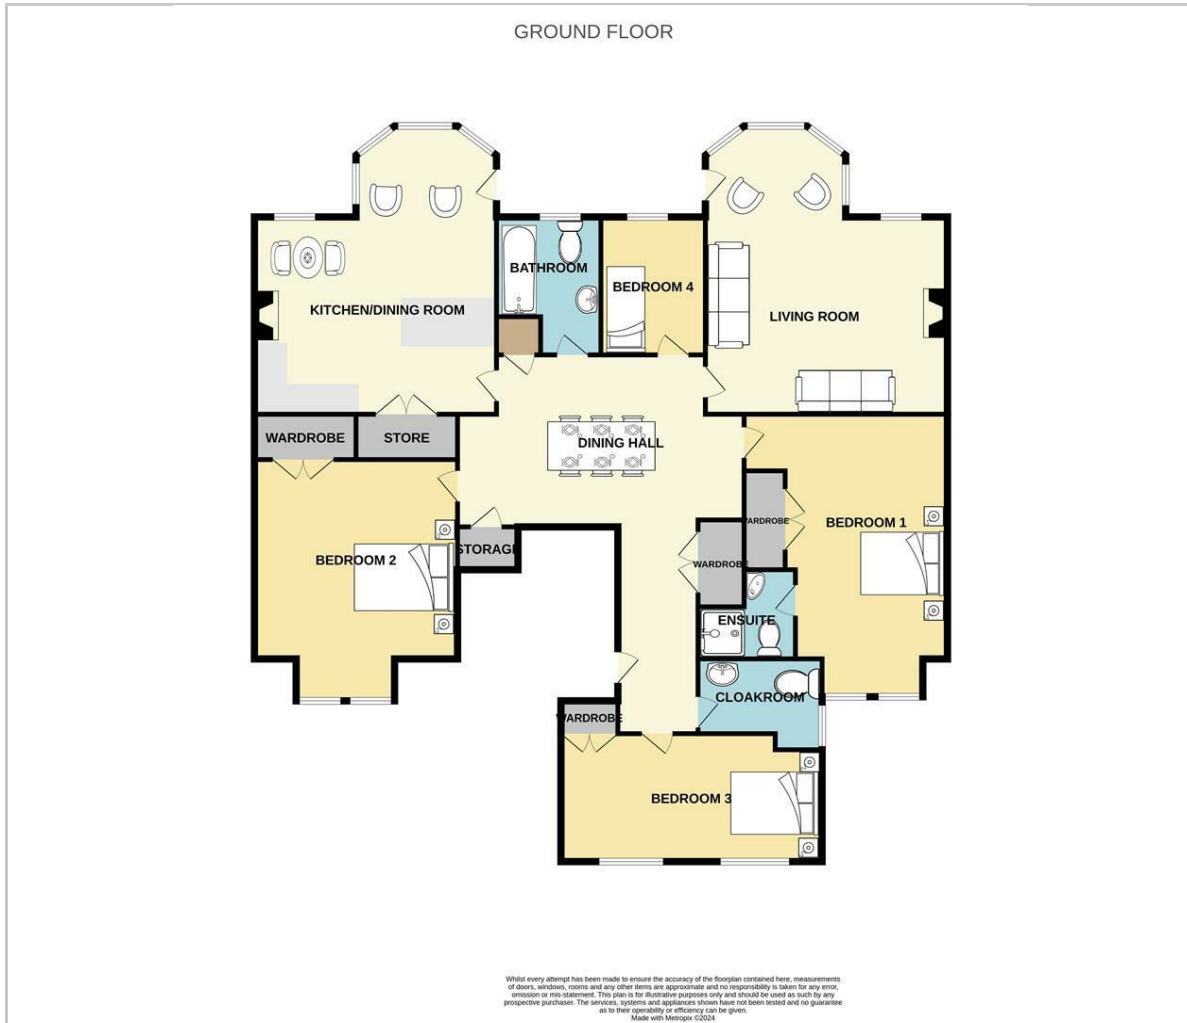 GROUND FLOOR
BATHROOM
BEDROOM 4
KITCHEN/DINING ROOM
LIVING ROOM
WARDROBE
STORE
DINING HALL
WARDROBE
BEDROOM 1
STORAGE
BEDROOM 2
WARDROBE
ENSUITE
CLOAKROOM
WARDROBE
BEDROOM 3
Whilst every attempt has been made to ensure the accuracy of the floorplan contained here, measurements
of doors, windows, rooms and any other items are approximate and no responsibility is taken for any error,
omission or mis-statement. This plan is for illustrative purposes only and should be used as such by any
prospective purchaser. The services, systems and appliances shown have not been tested and no guarantee
as to their operability or efficiency can be given.
Made with Metropix ©2024